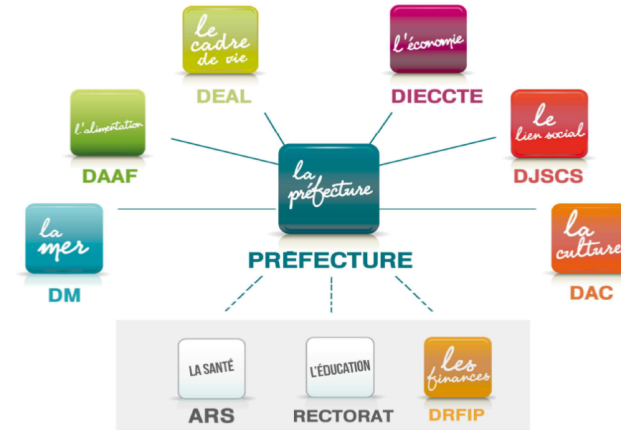 le
cadre
de vie
DEAL
l'économie
DIECCTE
l'alimentation
DAAF
le
lien social
DJSCS
la
préfecture
PRÉFECTURE
la
mer
DM
la
culture
DAC
LA SANTÉ
ARS
L'ÉDUCATION
RECTORAT
les
finances
DRFIP